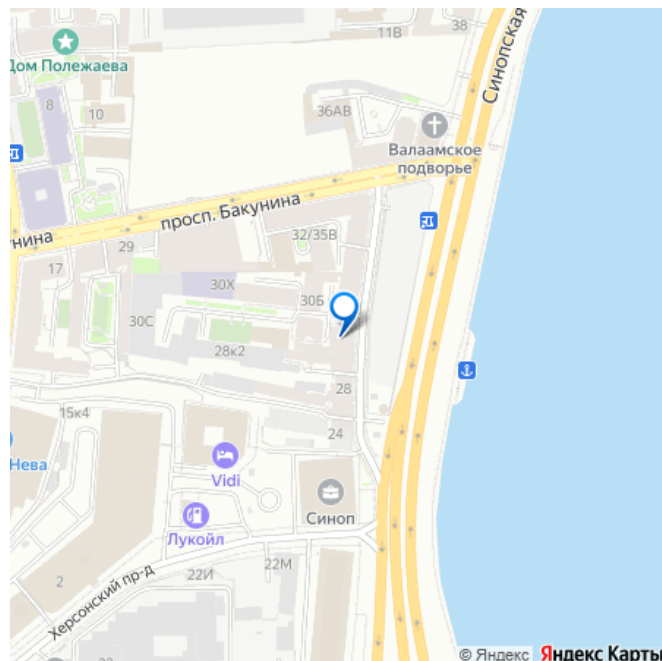 11В
38
Синопская
Дом Полежаева
8
10
36АВ
Валаамское
подворье
просп. Бакунина
унина
29
17
32/35В
30Х
30Б
30С
28к2
28
15к4
24
Нева
Vidi
Синоп
Лукойл
22М
22И
2
Херсонский пр-д
© Яндекс Яндекс Карты